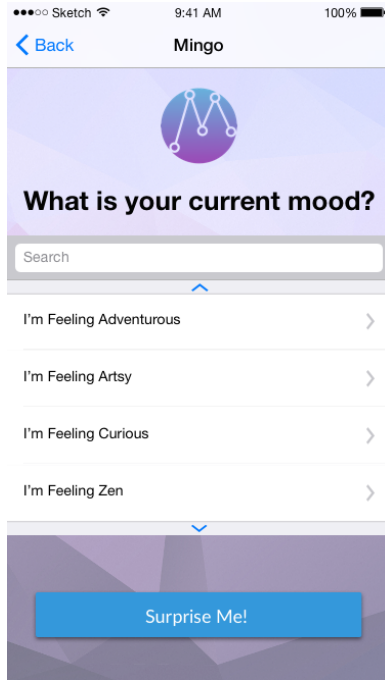 Sketch 9:41 AM 100%
Back Mingo
What is your current mood?
Search
I'm Feeling Adventurous
I'm Feeling Artsy
I'm Feeling Curious
I'm Feeling Zen
Surprise Me!